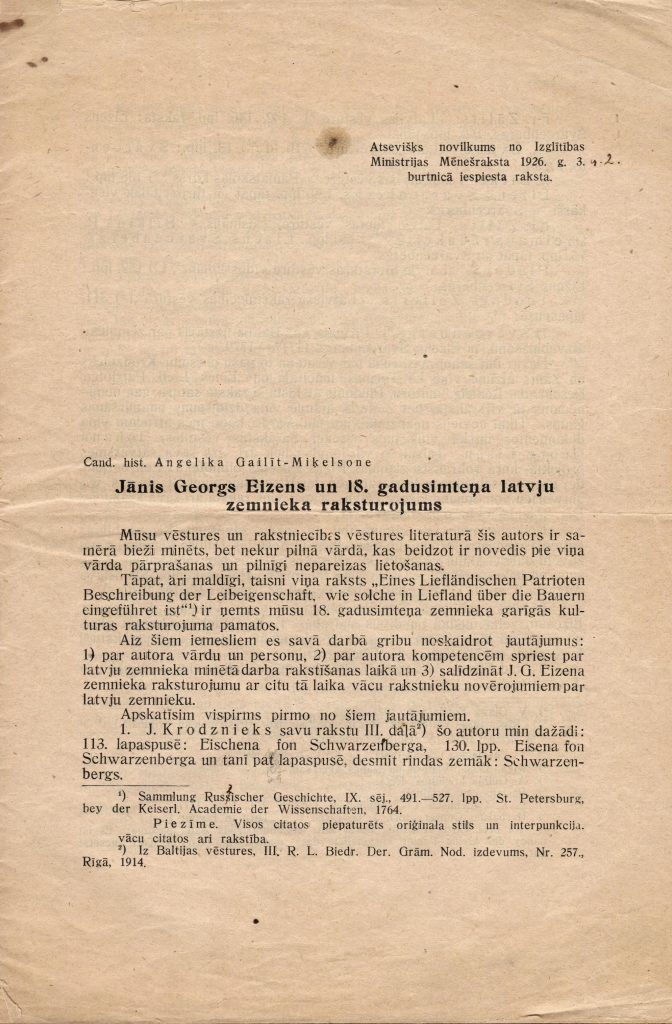 Atsevišķs novilkums no Izglītības
Ministrijas Mēnešraksta 1926. g. 3. u. 2.
burtnīcā iespiesta raksta.
Cand. hist. Angelika Gailīt-Miķelsone
Jānis Georgs Eizens un 18. gadusimteņa latvju
zemnieka raksturojums
Mūsu vēstures un rakstniecības vēstures literaturā šis autors ir sa-
mērā bieži minēts, bet nekur pilnā vārdā, kas beidzot ir novedis pie viņa
vārda pārprašanas un pilnīgi nepareizas lietošanas.
Tāpat, ari maldīgi, taisni viņa raksts „Eines Liefländischen Patrioten
Beschreibung der Leibeigenschaft, wie solche in Liefland über die Bauern
eingeführet ist“¹) ir ņemts mūsu 18. gadusimteņa zemnieka garīgās kul-
turas raksturojuma pamatos.
Aiz šiem iemesliem es savā darbā gribu noskaidrot jautājumus:
1) par autora vārdu un personu, 2) par autora kompetencēm spriest par
latvju zemnieka minētā darba rakstīšanas laikā un 3) salīdzināt J. G. Eizena
zemnieka raksturojumu ar citu tā laika vācu rakstnieku novērojumiem par
latvju zemnieku.
Apskatīsim vispirms pirmo no šiem jautājumiem.
1. J. Krodznieks savu rakstu III. daļā²) šo autoru min dažādi:
113. lapaspusē: Eischena fon Schwarzenberga, 130. lpp. Eisena fon
Schwarzenberga un tanī pat lapaspusē, desmit rindas zemāk: Schwarzen-
bergs.
¹) Sammlung Russischer Geschichte, IX. sēj., 491.—527. lpp. St. Petersburg,
bey der Keiserl. Academie der Wissenschaften, 1764.
Piezīme. Visos citatos piepaturēts oriģinala stils un interpunkcija.
vācu citatos ari rakstība.
²) Iz Baltijas vēstures, III. R. L. Biedr. Der. Grām. Nod. izdevums, Nr. 257.,
Rīgā, 1914.